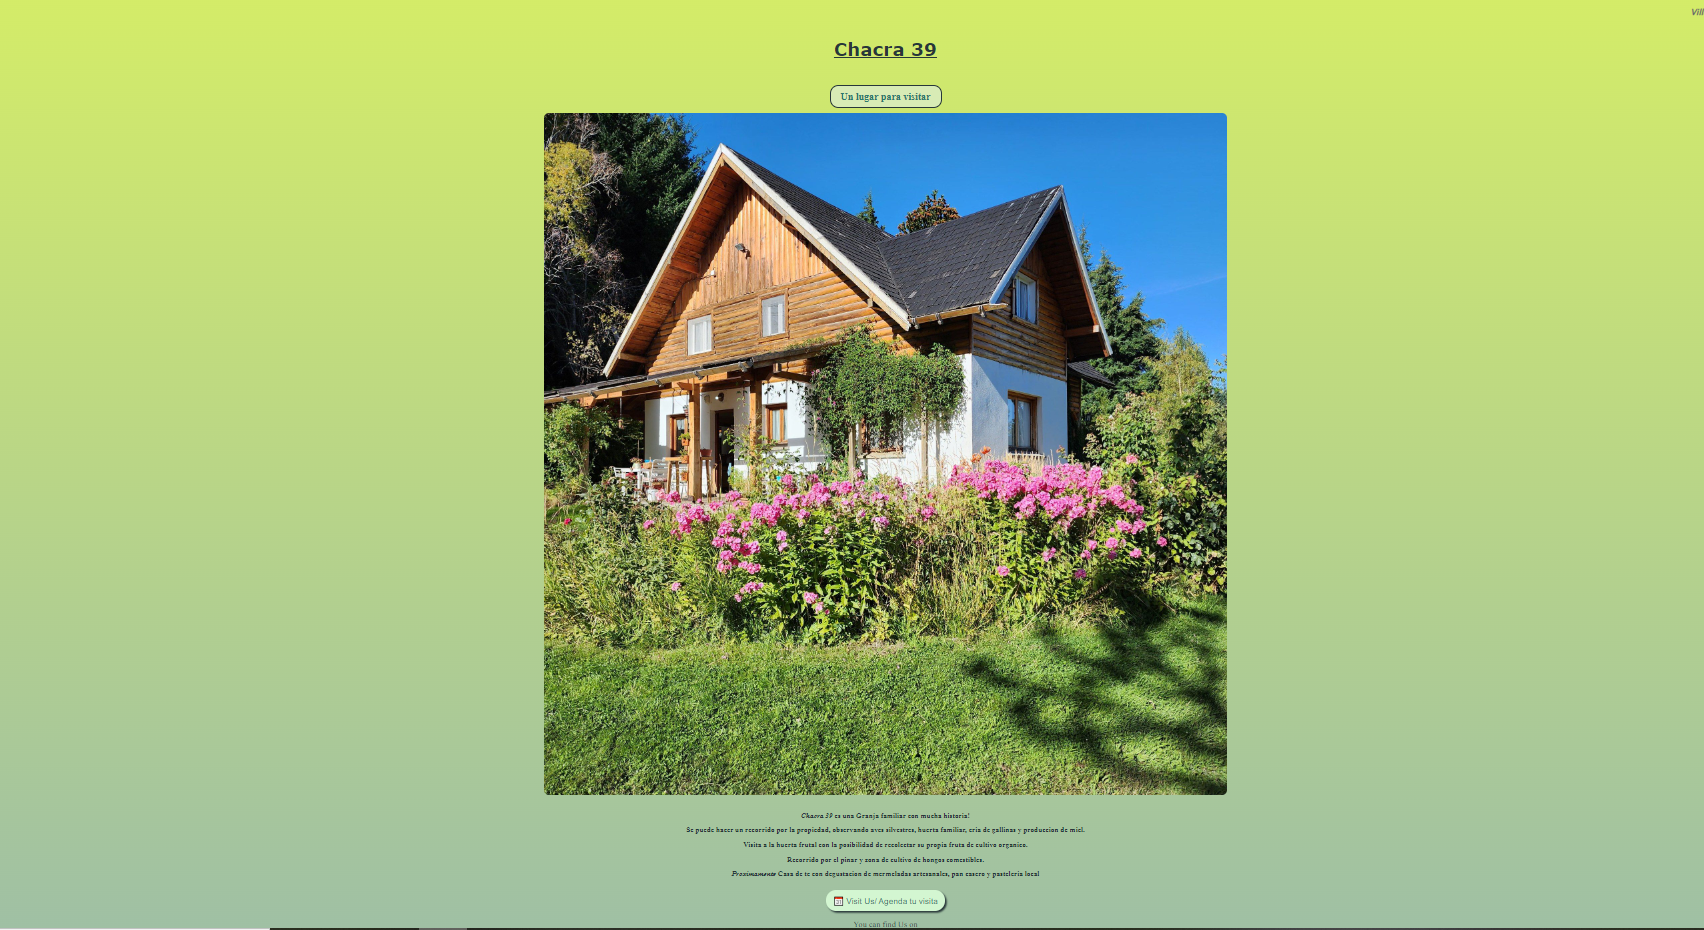 Vill
Chacra 39
Un lugar para visitar
Chacra 39 es una Granja familiar con mucha historia!
Se puede hacer un recorrido por la propiedad, observando aves silvestres, huerta familiar, cria de gallinas y produccion de miel.
Visita a la huerta frutal con la posibilidad de recolectar su propia fruta de cultivo organico.
Recorrido por el pinar y zona de cultivo de hongos comestibles.
Proximamente Casa de te con degustacion de mermeladas artesanales, pan casero y pasteleria local
Visit Us/ Agenda tu visita
You can find Us on